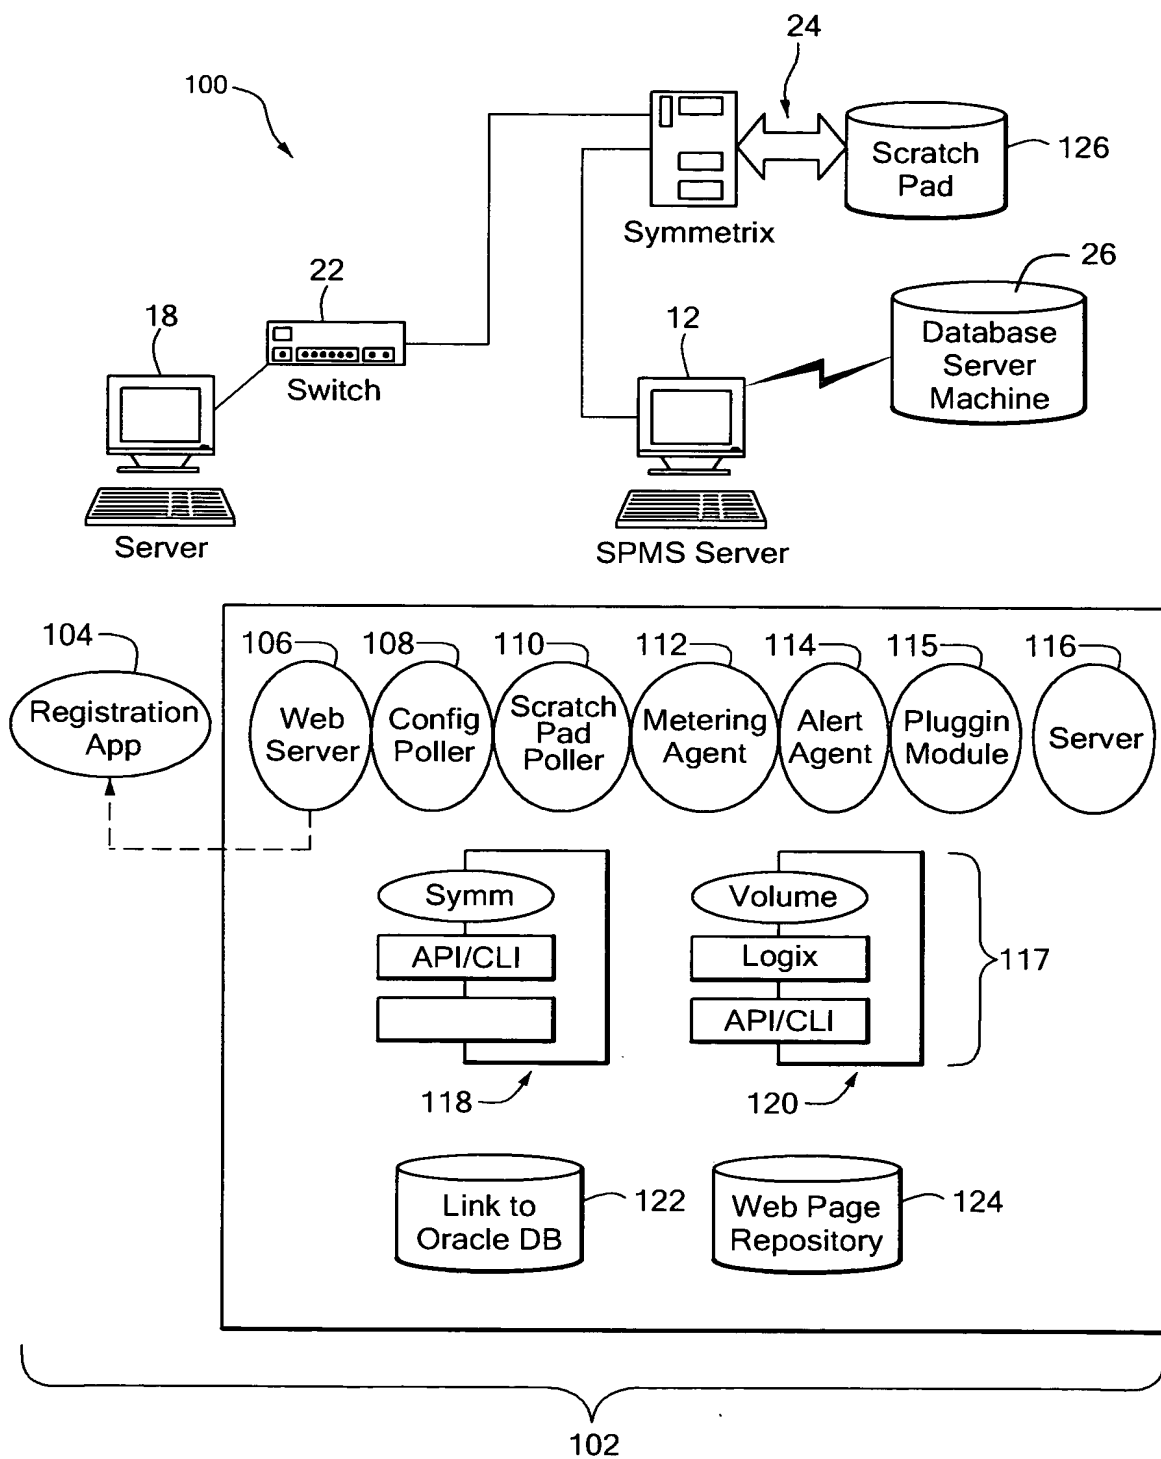 24
100
Scratch
Pad
126
Symmetrix
26
22
18
12
Database
Server
Machine
Switch
Server
SPMS Server
104
106
108
110
112
114
115
116
Registration
App
Web
Server
Config
Poller
Scratch
Pad
Poller
Metering
Agent
Alert
Agent
Pluggin
Module
Server
Symm
API/CLI
Volume
Logix
API/CLI
117
118
120
Link to
Oracle DB
122
Web Page
Repository
124
102